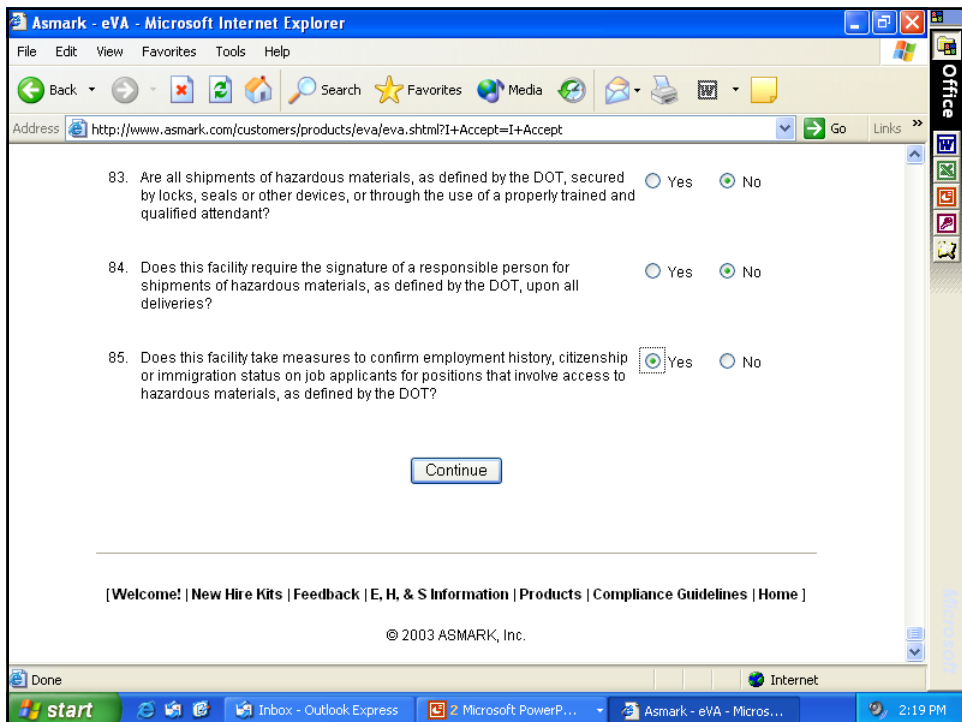 Asmark - eVA - Microsoft Internet Explorer
File Edit View Favorites Tools Help
Back Search Favorites Media
Address http://www.asmark.com/customers/products/eva/eva.shtml?I+Accept=I+Accept Go Links »
83. Are all shipments of hazardous materials, as defined by the DOT, secured Yes No
by locks, seals or other devices, or through the use of a properly trained and
qualified attendant?
84. Does this facility require the signature of a responsible person for Yes No
shipments of hazardous materials, as defined by the DOT, upon all
deliveries?
85. Does this facility take measures to confirm employment history, citizenship Yes No
or immigration status on job applicants for positions that involve access to
hazardous materials, as defined by the DOT?
Continue
[ Welcome! | New Hire Kits | Feedback | E, H, & S Information | Products | Compliance Guidelines | Home ]
© 2003 ASMARK, Inc.
Done Internet
start Inbox - Outlook Express 2 Microsoft PowerP... Asmark - eVA - Micros... 2:19 PM
Office
Microsoft